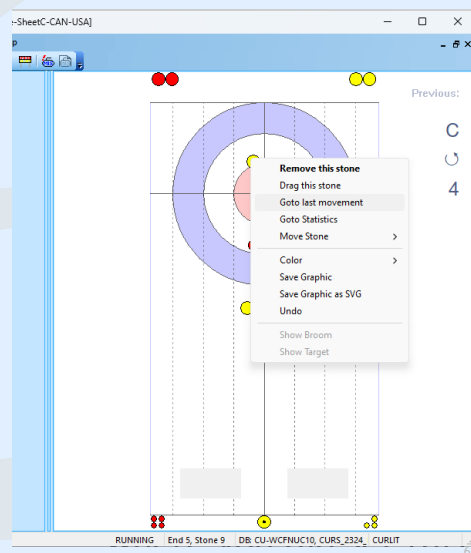 e-SheetC-CAN-USA]
p
Previous:
C
4
Remove this stone
Drag this stone
Goto last movement
Goto Statistics
Move Stone
Color
Save Graphic
Save Graphic as SVG
Undo
Show Broom
Show Target
RUNNING End 5, Stone 9 DB: CU-WCFNUC10, CURS_2324_ CURLIT